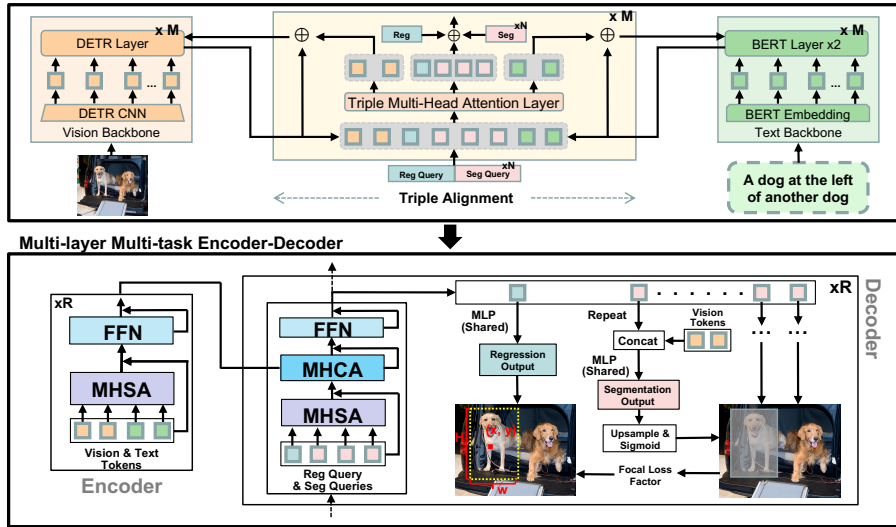 x M
DETR Layer
...
DETR CNN
Vision Backbone
x M
Reg
Seg
xN
Triple Multi-Head Attention Layer
Reg Query
Seg Query
xN
Triple Alignment
x M
BERT Layer x2
...
BERT Embedding
Text Backbone
A dog at the left
of another dog
Multi-layer Multi-task Encoder-Decoder
xR
FFN
MHSA
Vision & Text
Tokens
Encoder
FFN
MHCA
MHSA
Reg Query
& Seg Queries
xR
Decoder
MLP
(Shared)
Regression
Output
Repeat
Concat
Vision
Tokens
MLP
(Shared)
Segmentation
Output
Upsample &
Sigmoid
...
...
(x, y)
H
w
Focal Loss
Factor